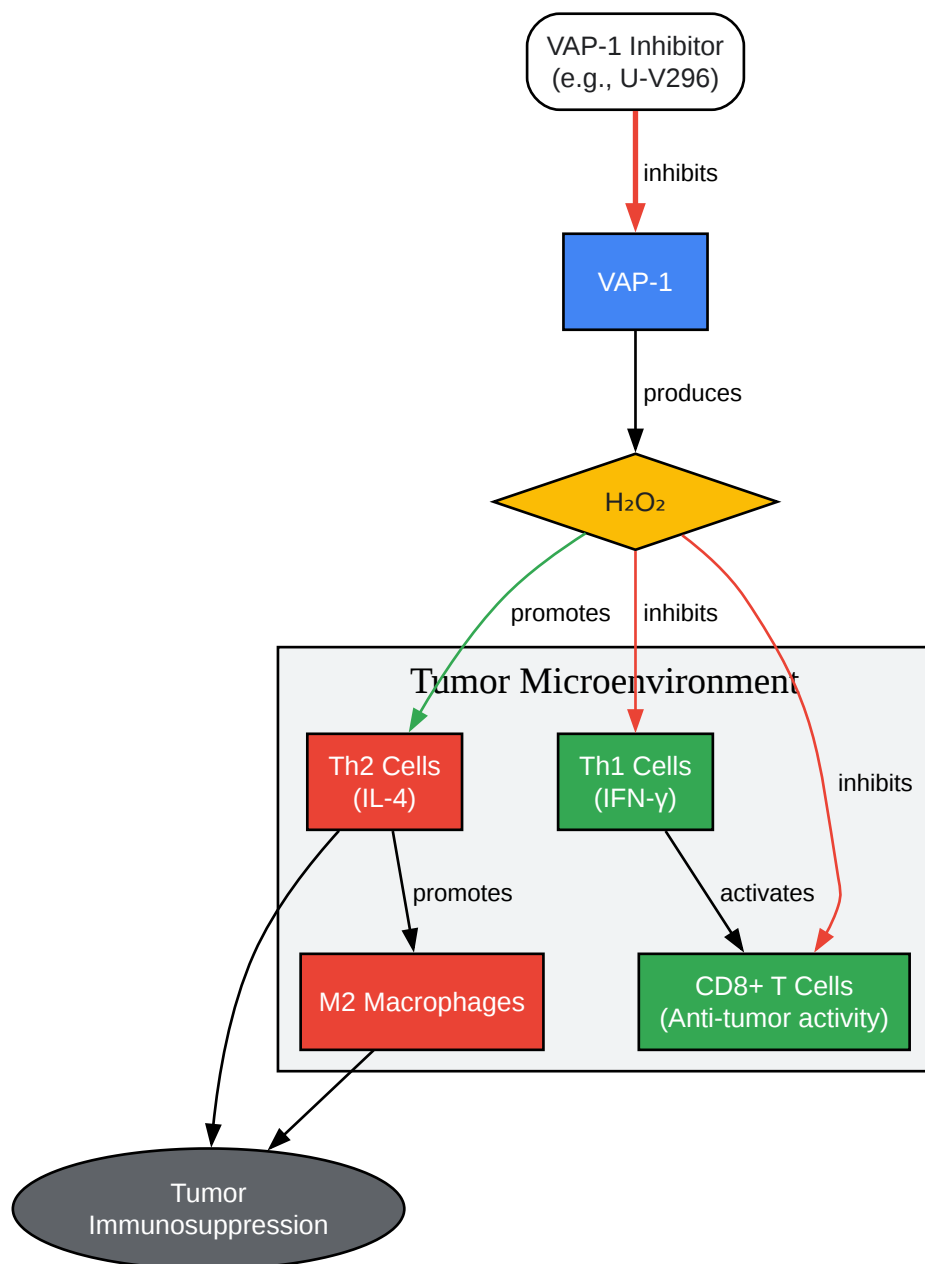 VAP-1 Inhibitor
(e.g., U-V296)
inhibits
VAP-1
produces
H₂O₂
promotes
inhibits
Tumor Microenvironment
Th2 Cells
(IL-4)
Th1 Cells
(IFN-γ)
inhibits
promotes
activates
M2 Macrophages
CD8+ T Cells
(Anti-tumor activity)
Tumor
Immunosuppression